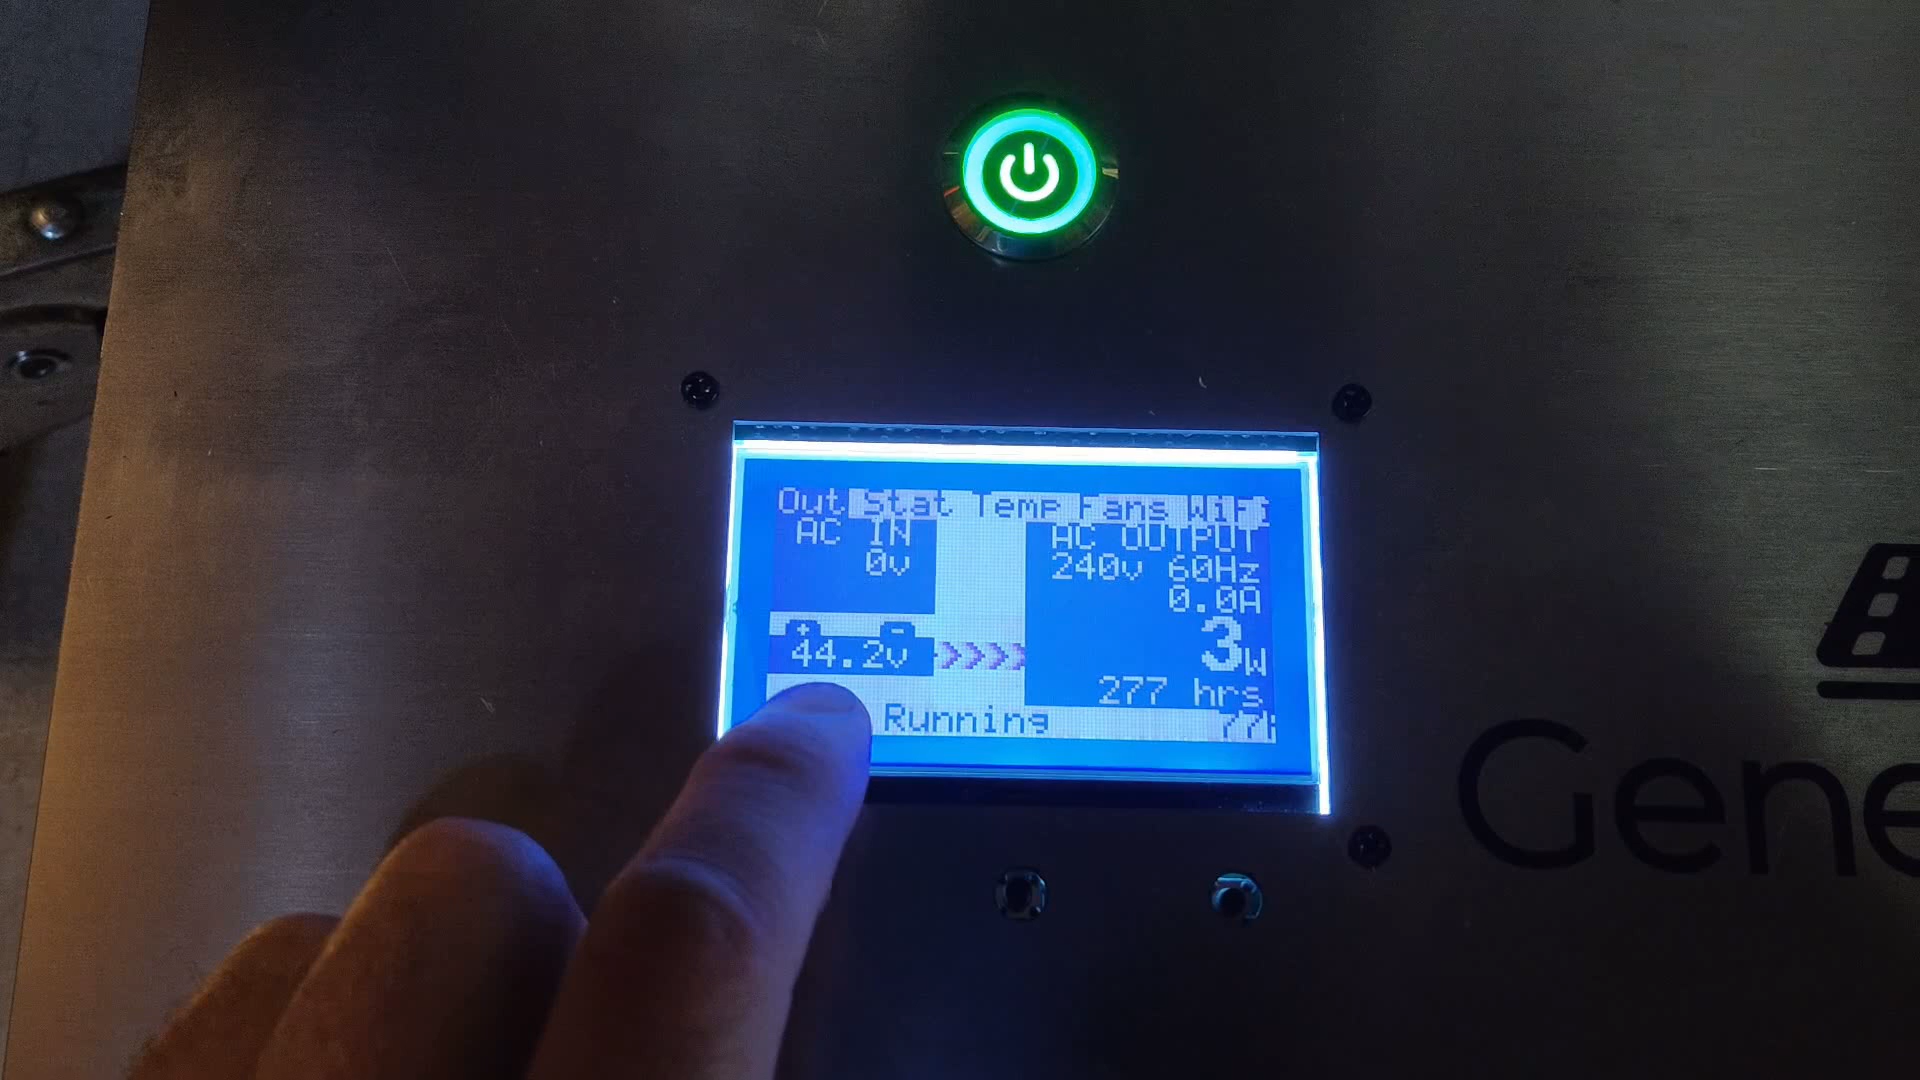 Out Stat Temp Fans WiFi
AC IN
0v
AC OUTPUT
240v 60Hz
0.0A
3W
+ -
44.2v
>>>>
277 hrs
Running
Gene